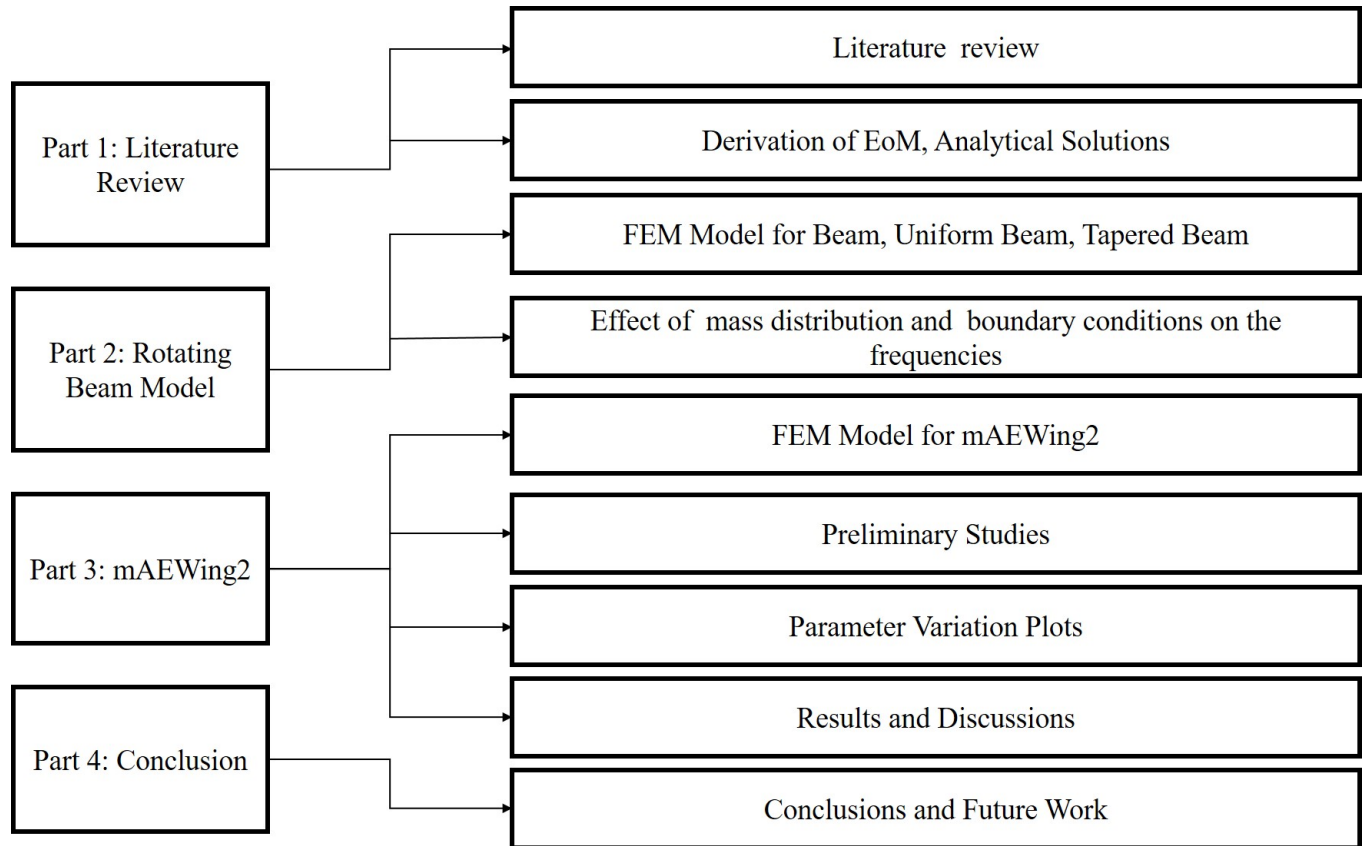 Part 1: Literature
Review
Literature  review
Derivation of EoM, Analytical Solutions
Part 2: Rotating
Beam Model
FEM Model for Beam, Uniform Beam, Tapered Beam
Effect of  mass distribution and  boundary conditions on the
frequencies
Part 3: mAEWing2
FEM Model for mAEWing2
Preliminary Studies
Parameter Variation Plots
Results and Discussions
Part 4: Conclusion
Conclusions and Future Work